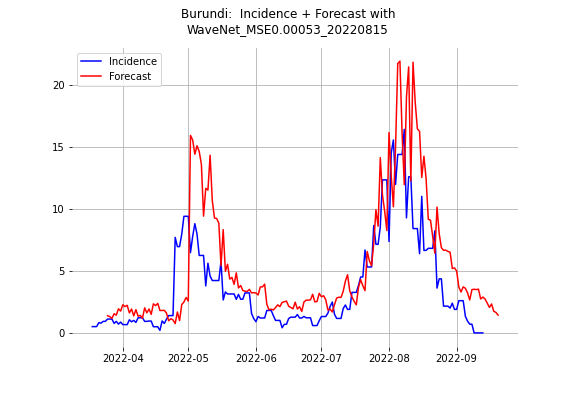 Burundi:  Incidence + Forecast with
WaveNet_MSE0.00053_20220815
Incidence
Forecast
20
15
10
5
0
2022-04 2022-05 2022-06 2022-07 2022-08 2022-09